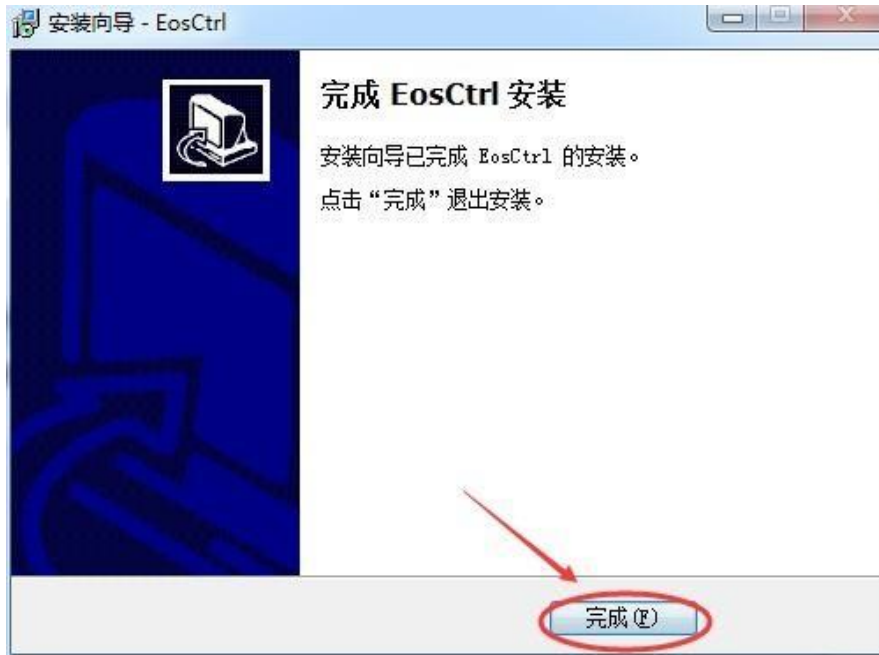 安装向导 - EosCtrl
完成 EosCtrl 安装
安装向导已完成 EosCtrl 的安装。
点击“完成”退出安装。
完成(F)